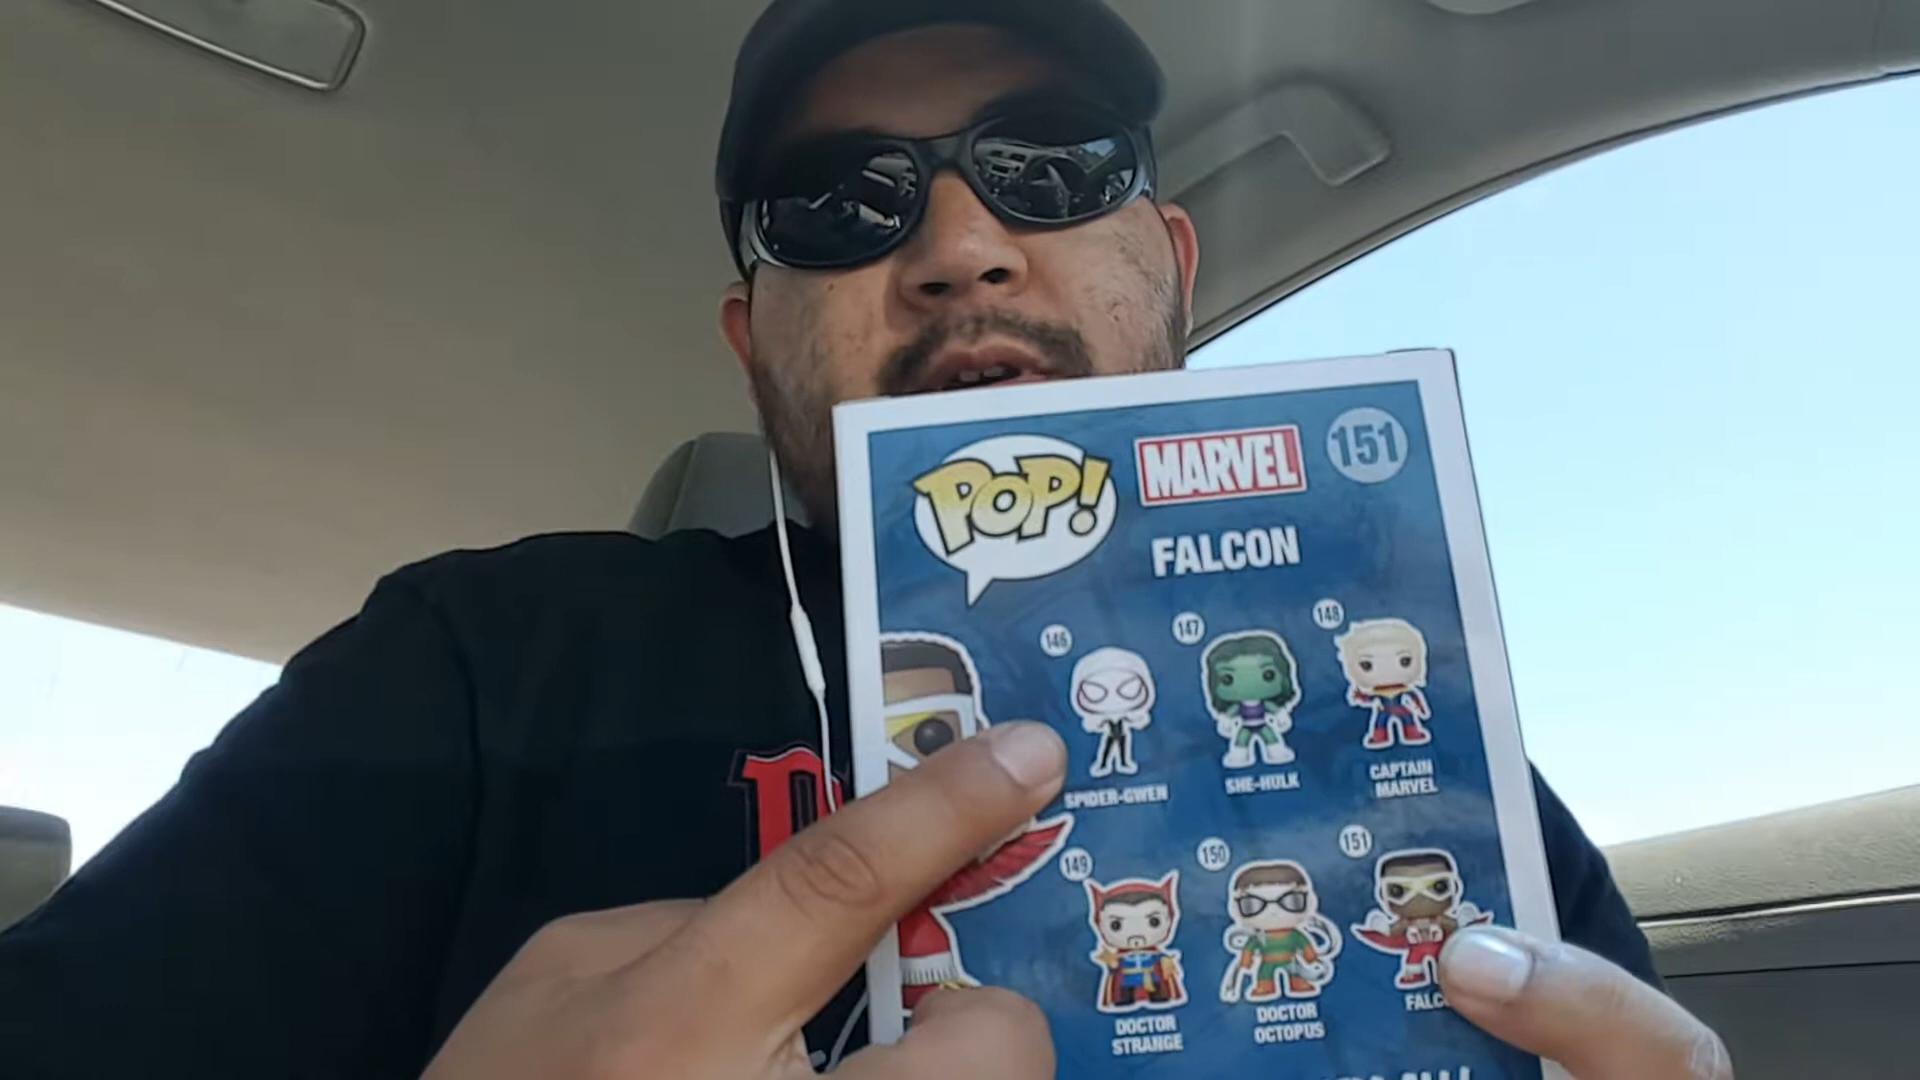 POP!
MARVEL
151
FALCON
146
147
148
SPIDER-GWEN
SHE-HULK
CAPTAIN
MARVEL
149
150
151
DOCTOR
STRANGE
DOCTOR
OCTOPUS
FALC